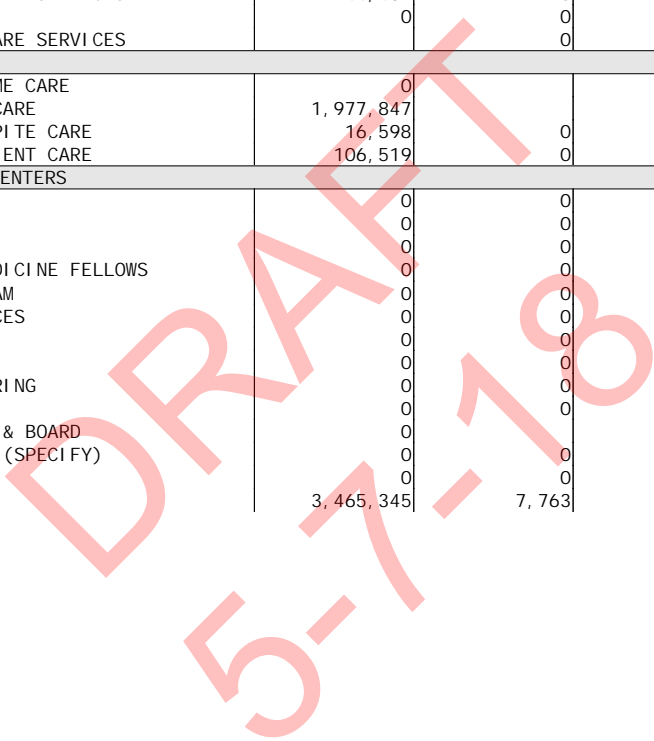 0 0
ARE SERVICES 0
ME CARE 0
CARE 1,977,847
PITE CARE 16,598 0
IENT CARE 106,519 0
ENTERS
0 0
0 0
0 0
DICINE FELLOWS 0 0
AM 0 0
CES 0 0
0 0
0 0
RING 0 0
0 0
& BOARD 0
(SPECIFY) 0 0
0 0
3,465,345 7,763
DRAFT
5-7-18